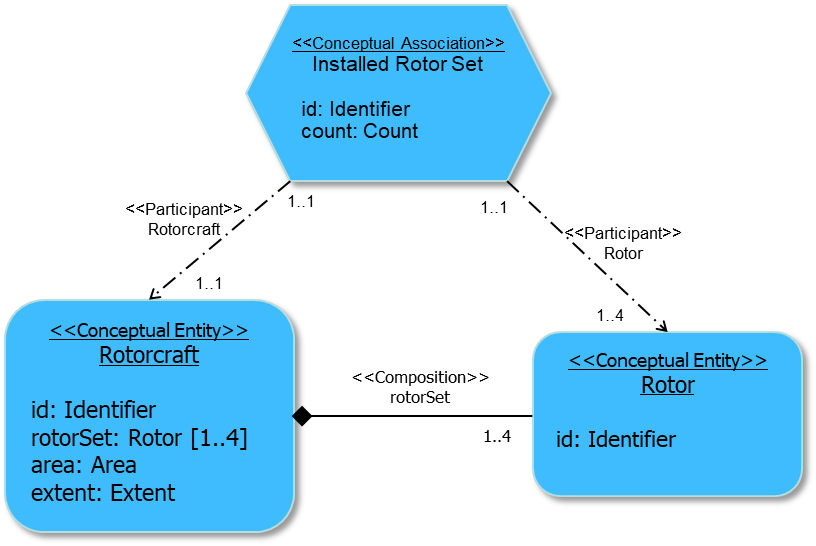 <<Conceptual Association>>
Installed Rotor Set
id: Identifier
count: Count
<<Participant>>
Rotorcraft
1..1
1..1
1..1
<<Participant>>
Rotor
1..4
<<Conceptual Entity>>
Rotorcraft
id: Identifier
rotorSet: Rotor [1..4]
area: Area
extent: Extent
<<Composition>>
rotorSet
1..4
<<Conceptual Entity>>
Rotor
id: Identifier